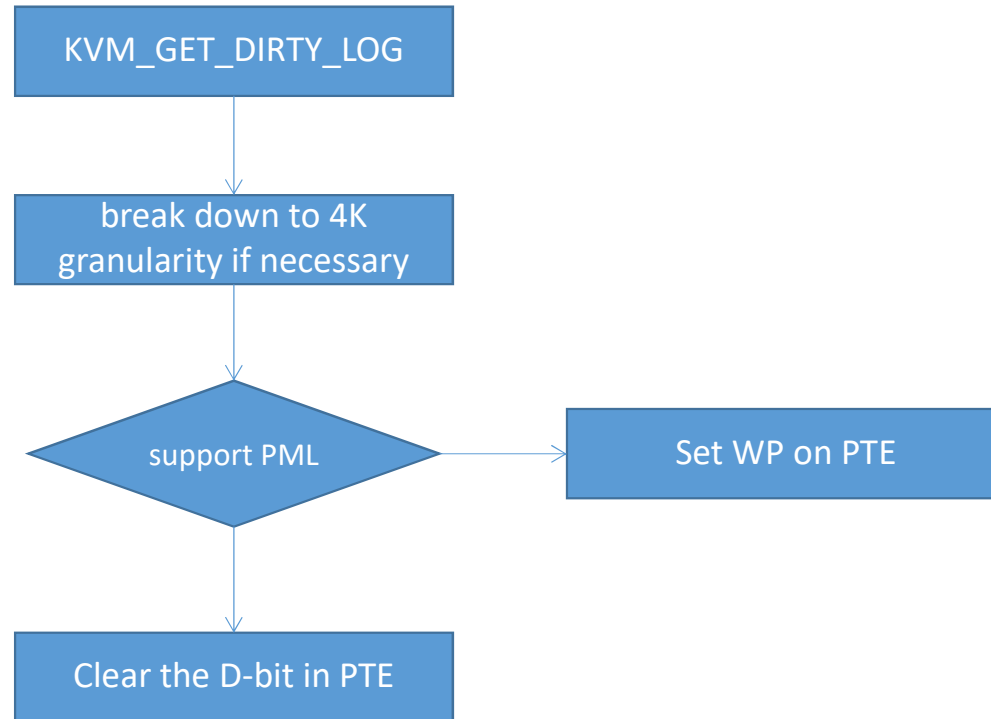 KVM_GET_DIRTY_LOG
break down to 4K
granularity if necessary
support PML
Set WP on PTE
Clear the D-bit in PTE